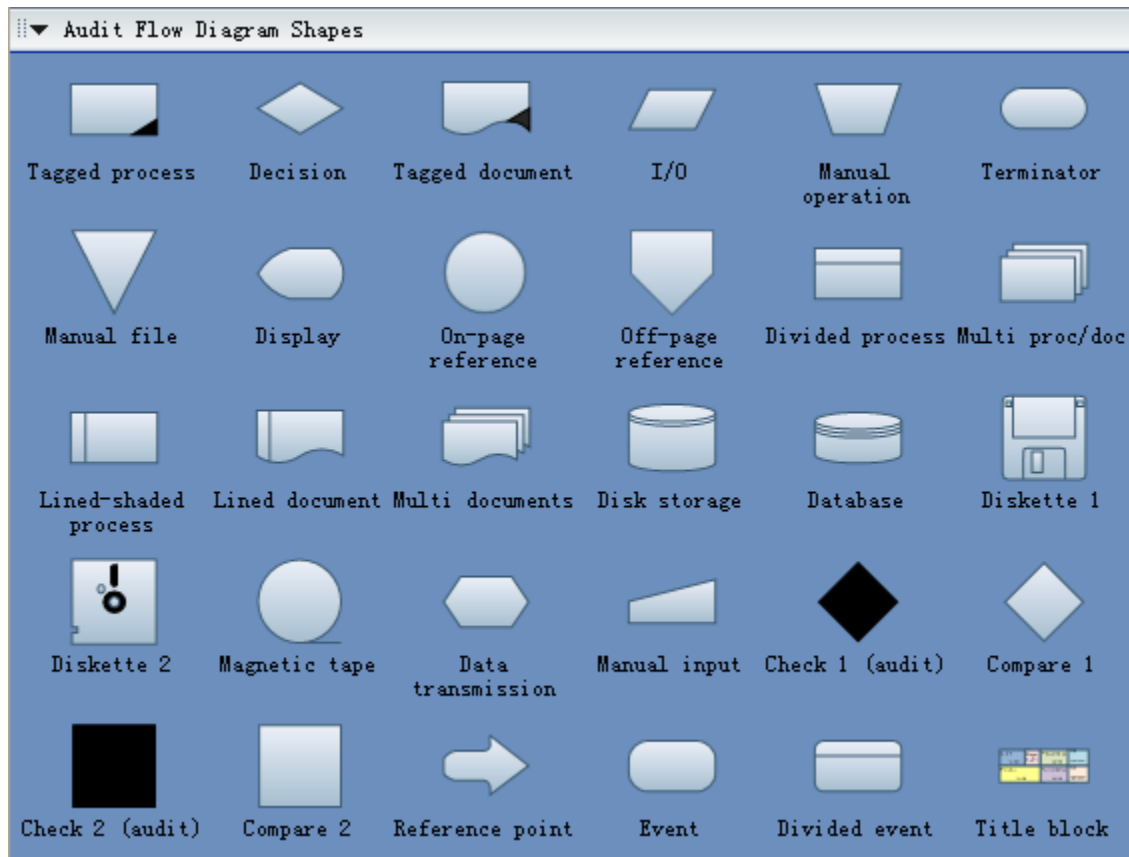 Audit Flow Diagram Shapes
Tagged process
Decision
Tagged document
I/O
Manual
operation
Terminator
Manual file
Display
On-page
reference
Off-page
reference
Divided process
Multi proc/doc
Lined-shaded
process
Lined document
Multi documents
Disk storage
Database
Diskette 1
Diskette 2
Magnetic tape
Data
transmission
Manual input
Check 1 (audit)
Compare 1
Check 2 (audit)
Compare 2
Reference point
Event
Divided event
Title block